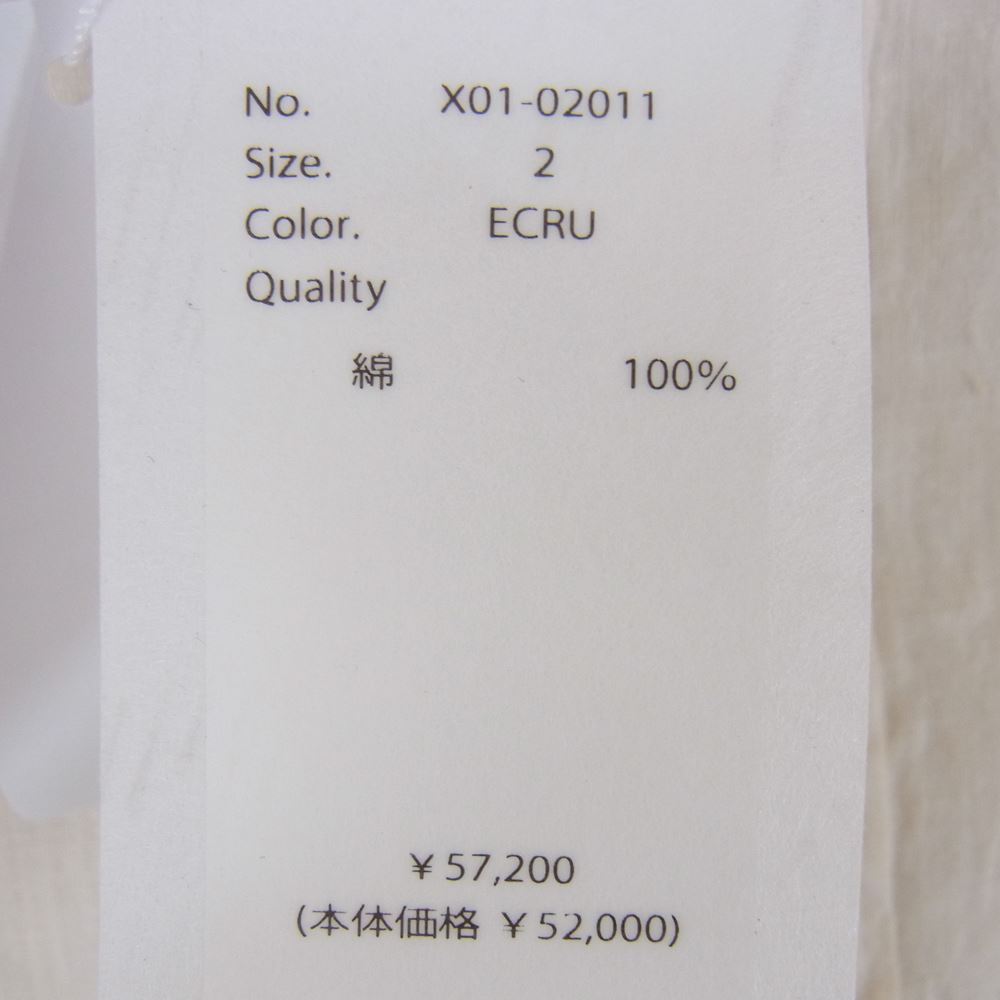 No. X01-02011
Size. 2
Color. ECRU
Quality
綿 100%
¥57,200
(本体価格 ¥52,000)